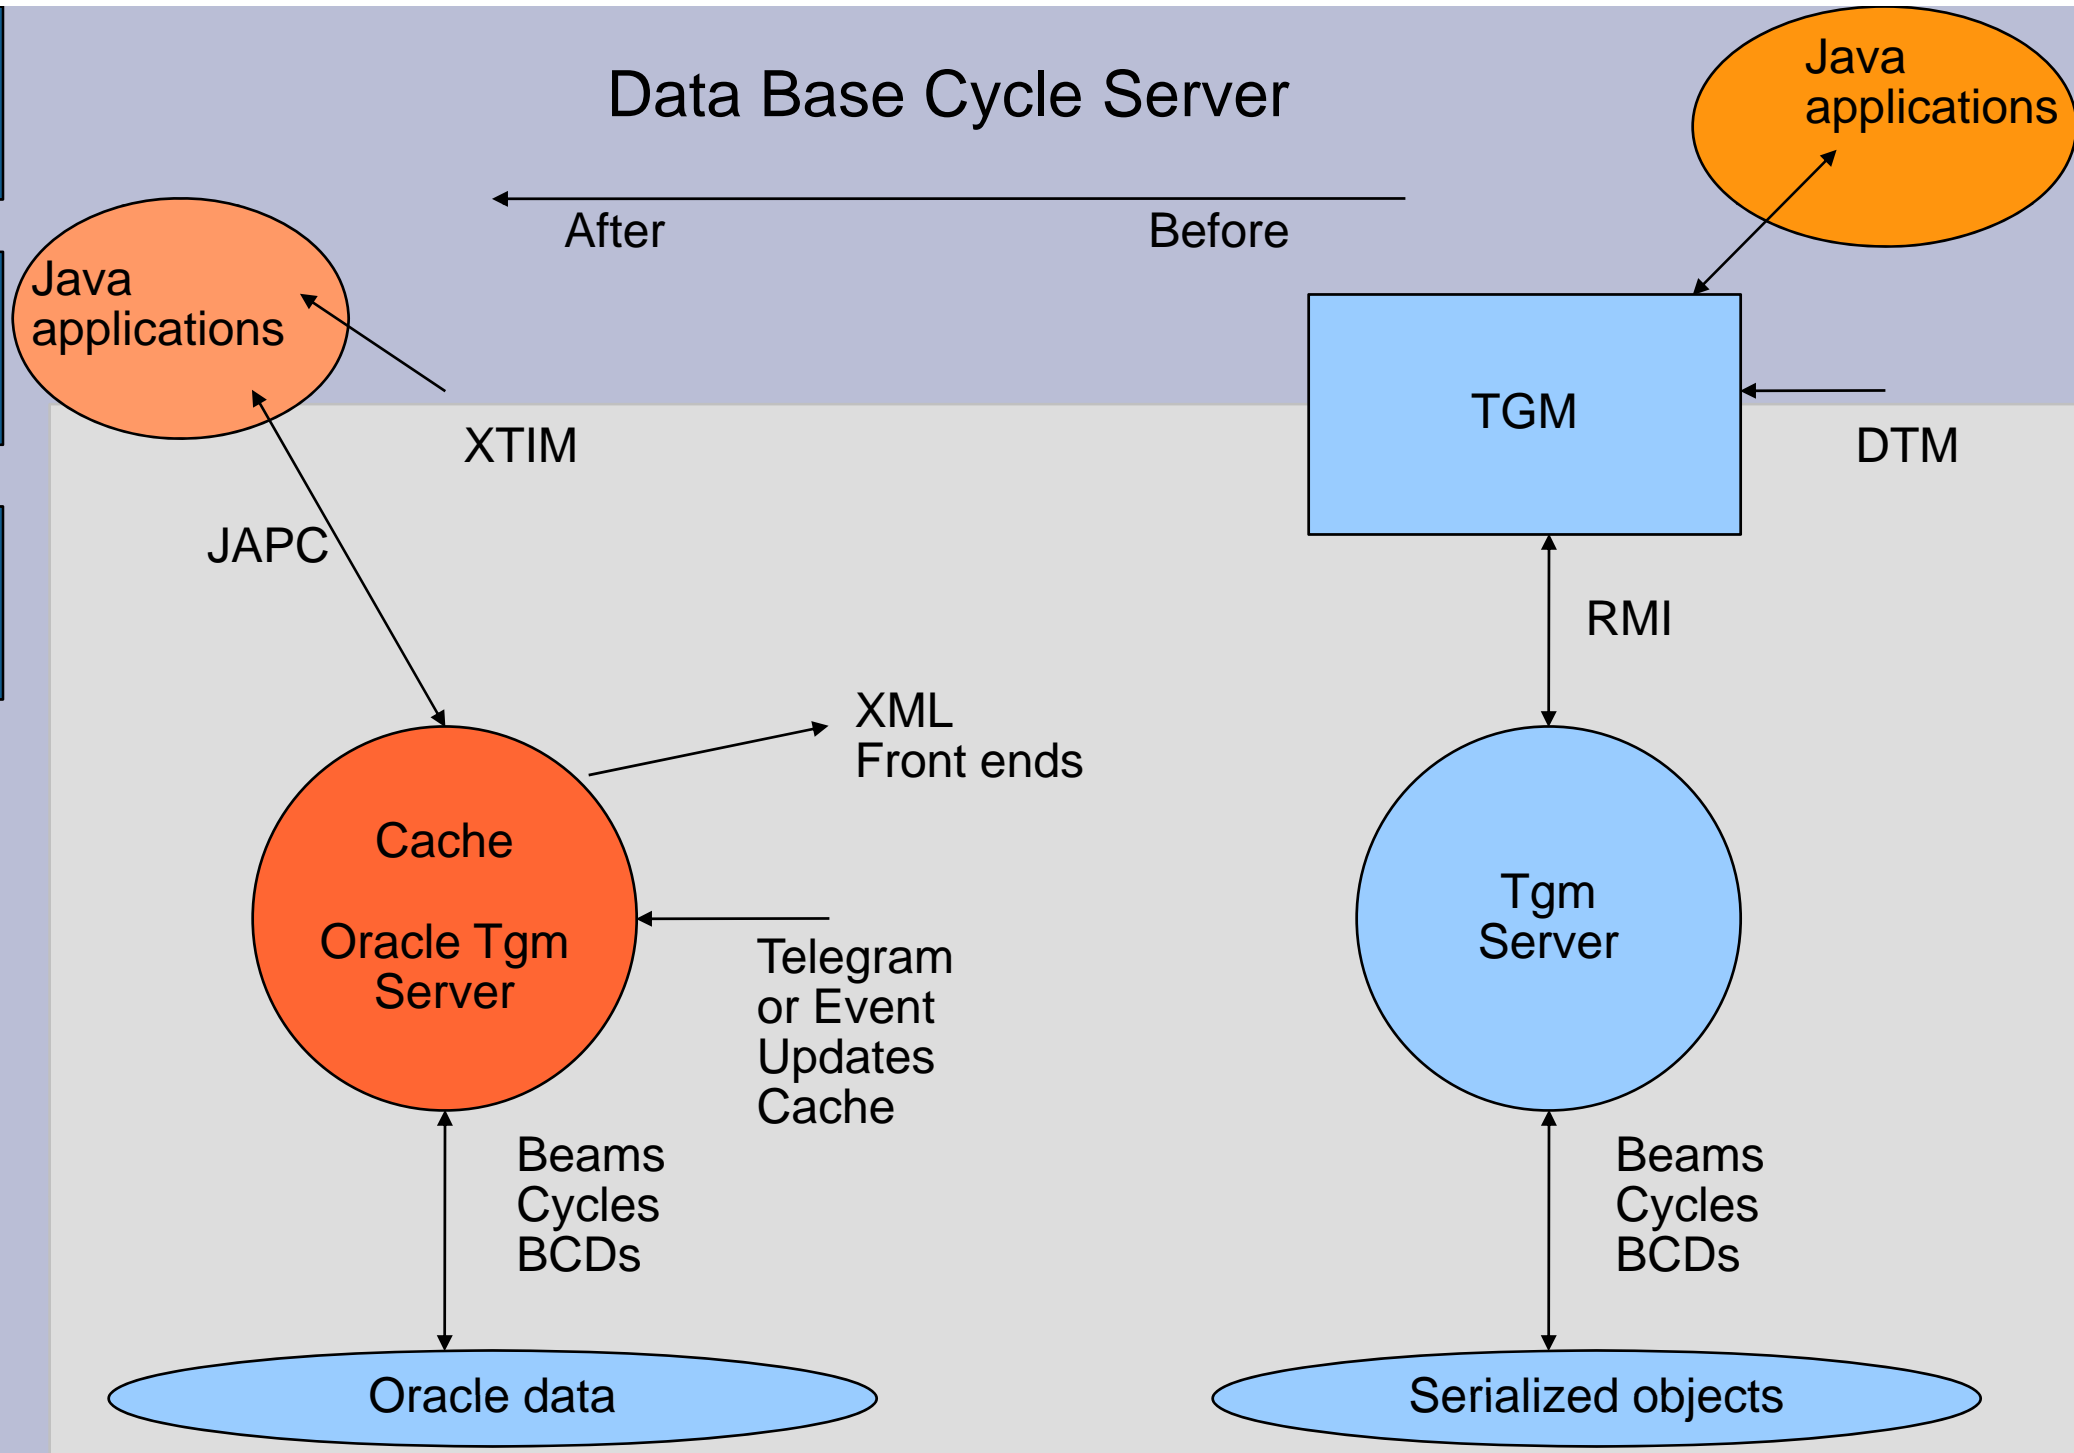 Data Base Cycle Server
Java
applications
After
Before
Java
applications
TGM
XTIM
DTM
JAPC
RMI
XML
Front ends
Cache
Oracle Tgm
Server
Telegram
or Event
Updates
Cache
Tgm
Server
Beams
Cycles
BCDs
Beams
Cycles
BCDs
Oracle data
Serialized objects